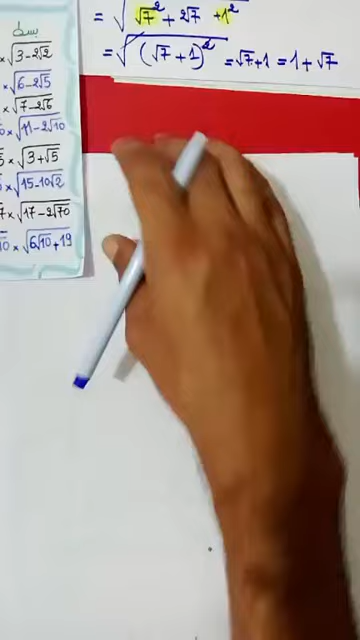 = √(√7² + 2√7 + 1²)
= √((√7 + 1)²) = √7 + 1 = 1 + √7
بسط
× √(3 - 2√2)
× √(6 - 2√5)
× √(7 - 2√6)
× √(11 - 2√10)
× √(3 + √5)
× √(15 - 10√2)
× √(17 - 2√70)
× √(6√10 + 19)